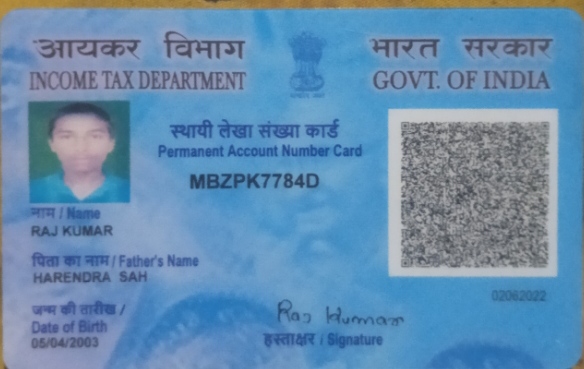 आयकर विभाग
INCOME TAX DEPARTMENT
भारत सरकार
GOVT. OF INDIA
स्थायी लेखा संख्या कार्ड
Permanent Account Number Card
MBZPK7784D
नाम / Name
RAJ KUMAR
पिता का नाम / Father's Name
HARENDRA SAH
जन्म की तारीख /
Date of Birth
05/04/2003
Raj Kumar
हस्ताक्षर / Signature
02062022